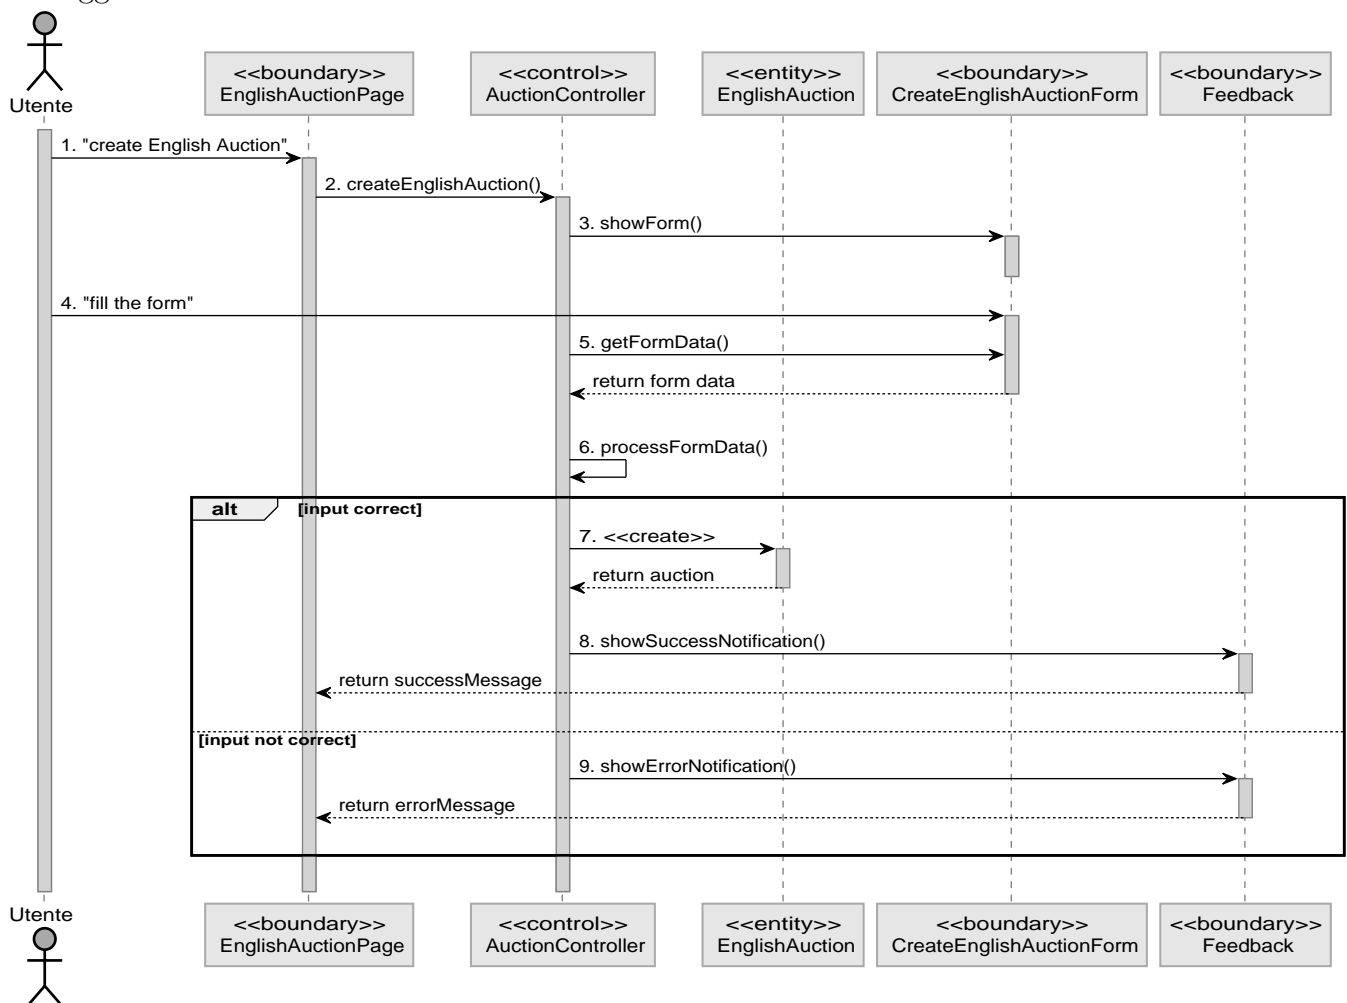 Utente
<<boundary>>
EnglishAuctionPage
<<control>>
AuctionController
<<entity>>
EnglishAuction
<<boundary>>
CreateEnglishAuctionForm
<<boundary>>
Feedback
1. "create English Auction"
2. createEnglishAuction()
3. showForm()
4. "fill the form"
5. getFormData()
return form data
6. processFormData()
alt [input correct]
7. <<create>>
return auction
8. showSuccessNotification()
return successMessage
[input not correct]
9. showErrorNotification()
return errorMessage
Utente
<<boundary>>
EnglishAuctionPage
<<control>>
AuctionController
<<entity>>
EnglishAuction
<<boundary>>
CreateEnglishAuctionForm
<<boundary>>
Feedback